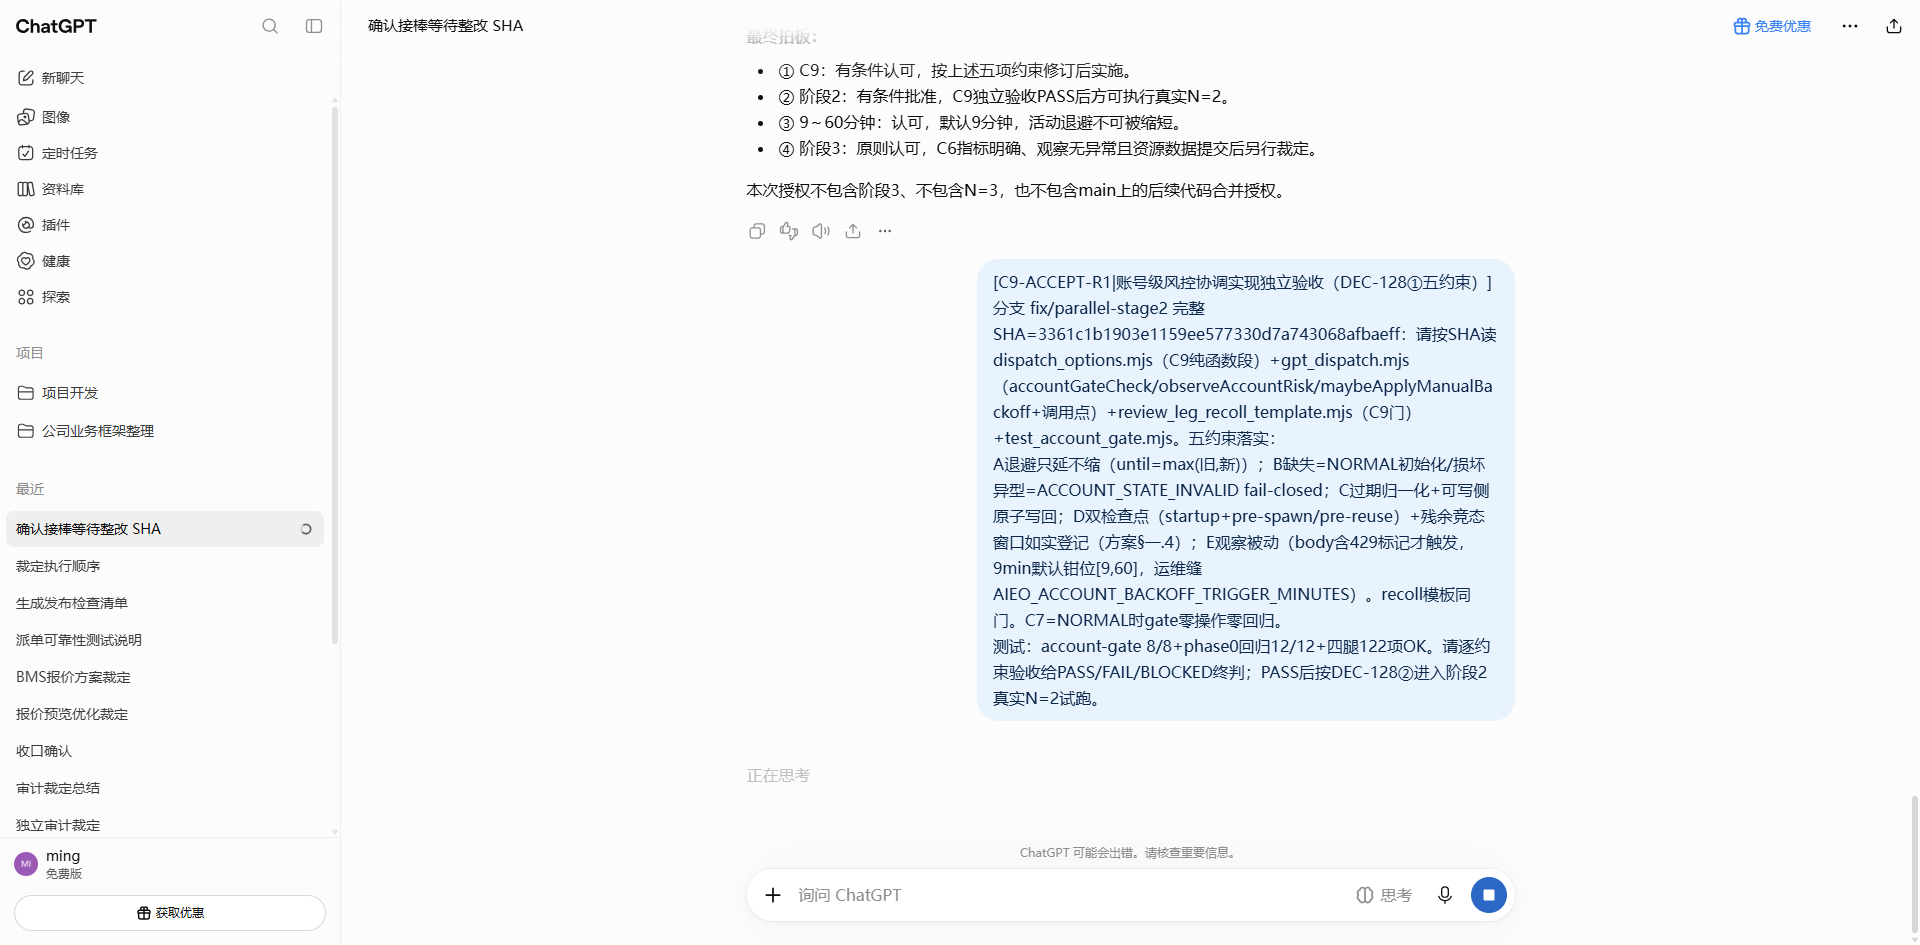 ChatGPT
新聊天
图像
定时任务
资料库
插件
健康
探索
项目
项目开发
公司业务框架整理
最近
确认接棒等待整改 SHA
裁定执行顺序
生成发布检查清单
派单可靠性测试说明
BMS报价方案裁定
报价预览优化裁定
收口确认
审计裁定总结
独立审计裁定
MI
ming
免费版
获取优惠
确认接棒等待整改 SHA
免费优惠
最终拍板：
① C9：有条件认可，按上述五项约束修订后实施。
② 阶段2：有条件批准，C9独立验收PASS后方可执行真实N=2。
③ 9～60分钟：认可，默认9分钟，活动退避不可被缩短。
④ 阶段3：原则认可，C6指标明确、观察无异常且资源数据提交后另行裁定。
本次授权不包含阶段3、不包含N=3，也不包含main上的后续代码合并授权。
[C9-ACCEPT-R1|账号级风控协调实现独立验收（DEC-128①五约束）]
分支 fix/parallel-stage2 完整
SHA=3361c1b1903e1159ee577330d7a743068afbaeff：请按SHA读
dispatch_options.mjs（C9纯函数段）+gpt_dispatch.mjs
（accountGateCheck/observeAccountRisk/maybeApplyManualBa
ckoff+调用点）+review_leg_recoll_template.mjs（C9门）
+test_account_gate.mjs。五约束落实：
A退避只延不缩（until=max(旧,新)）；B缺失=NORMAL初始化/损坏
异型=ACCOUNT_STATE_INVALID fail-closed；C过期归一化+可写侧
原子写回；D双检查点（startup+pre-spawn/pre-reuse）+残余竞态
窗口如实登记（方案§一.4）；E观察被动（body含429标记才触发，
9min默认钳位[9,60]，运维缝
AIEO_ACCOUNT_BACKOFF_TRIGGER_MINUTES）。recoll模板同
门。C7=NORMAL时gate零操作零回归。
测试：account-gate 8/8+phase0回归12/12+四腿122项OK。请逐约
束验收给PASS/FAIL/BLOCKED终判；PASS后按DEC-128②进入阶段2
真实N=2试跑。
正在思考
ChatGPT 可能会出错。请核查重要信息。
询问 ChatGPT
思考